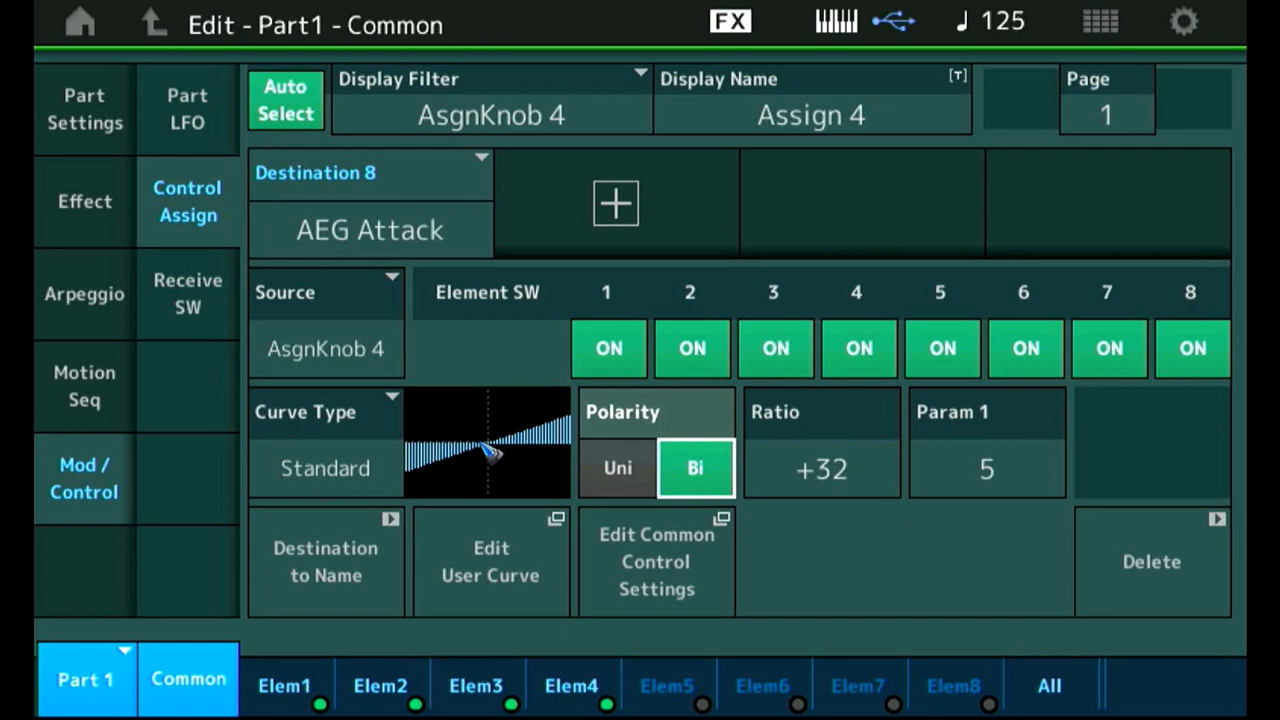 Edit - Part1 - Common
FX
125
Part Settings
Part LFO
Auto Select
Display Filter
AsgnKnob 4
Display Name
[T]
Assign 4
Page
1
Effect
Control Assign
Destination 8
AEG Attack
Arpeggio
Receive SW
Source
AsgnKnob 4
Element SW 1 2 3 4 5 6 7 8
ON ON ON ON ON ON ON ON
Motion Seq
Curve Type
Standard
Polarity
Uni Bi
Ratio
+32
Param 1
5
Mod / Control
Destination to Name
Edit User Curve
Edit Common Control Settings
Delete
Part 1
Common
Elem1 Elem2 Elem3 Elem4 Elem5 Elem6 Elem7 Elem8 All